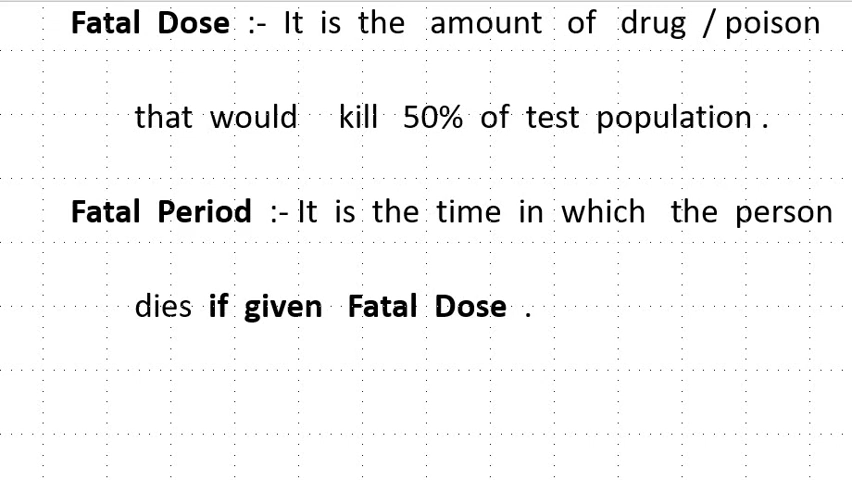 Fatal Dose :- It is the amount of drug / poison
that would kill 50% of test population .
Fatal Period :- It is the time in which the person
dies if given Fatal Dose .